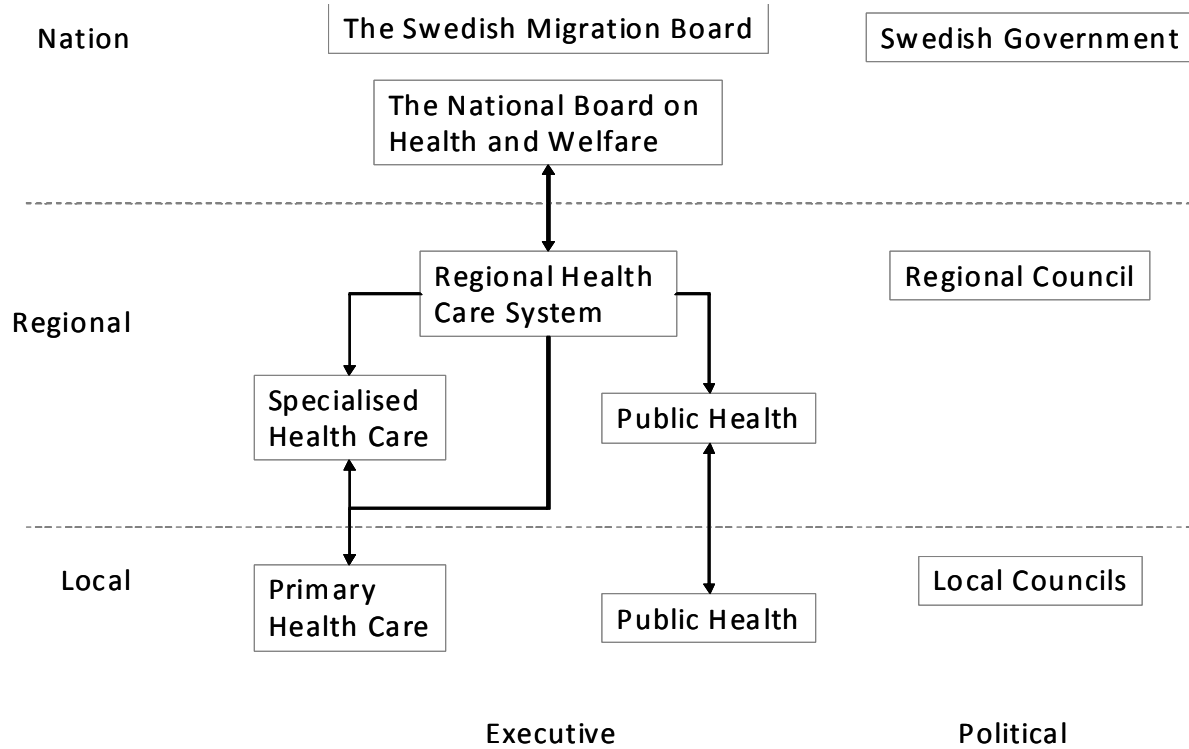 Nation
The Swedish Migration Board
Swedish Government
The National Board on
Health and Welfare
Regional
Regional Health
Care System
Regional Council
Specialised
Health Care
Public Health
Local
Primary
Health Care
Public Health
Local Councils
Executive
Political